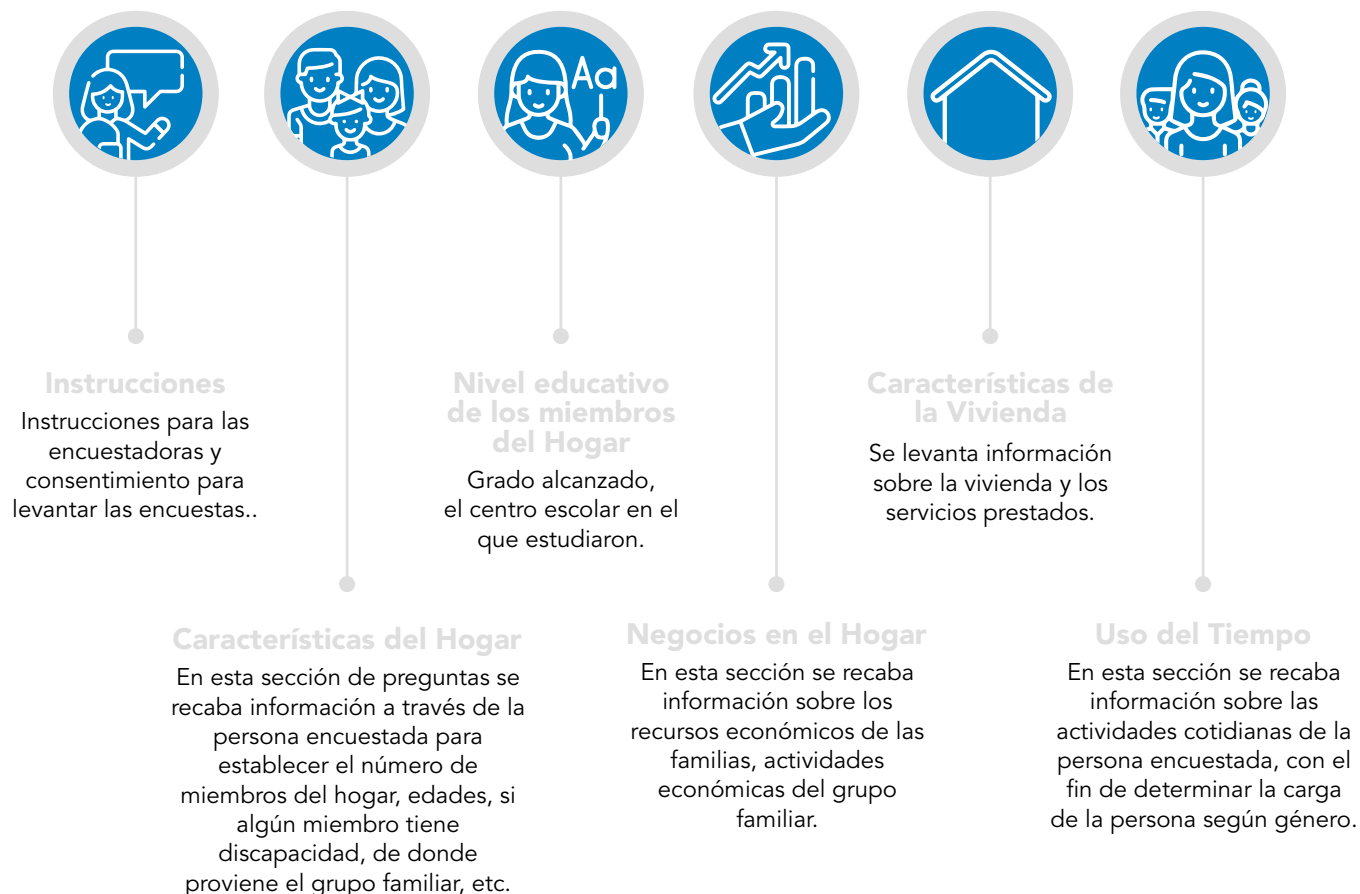 Aa
Instrucciones
Instrucciones para las
encuestadoras y
consentimiento para
levantar las encuestas..
Características del Hogar
En esta sección de preguntas se
recaba información a través de la
persona encuestada para
establecer el número de
miembros del hogar, edades, si
algún miembro tiene
discapacidad, de donde
proviene el grupo familiar, etc.
Nivel educativo
de los miembros
del Hogar
Grado alcanzado,
el centro escolar en el
que estudiaron.
Negocios en el Hogar
En esta sección se recaba
información sobre los
recursos económicos de las
familias, actividades
económicas del grupo
familiar.
Características de
la Vivienda
Se levanta información
sobre la vivienda y los
servicios prestados.
Uso del Tiempo
En esta sección se recaba
información sobre las
actividades cotidianas de la
persona encuestada, con el
fin de determinar la carga
de la persona según género.